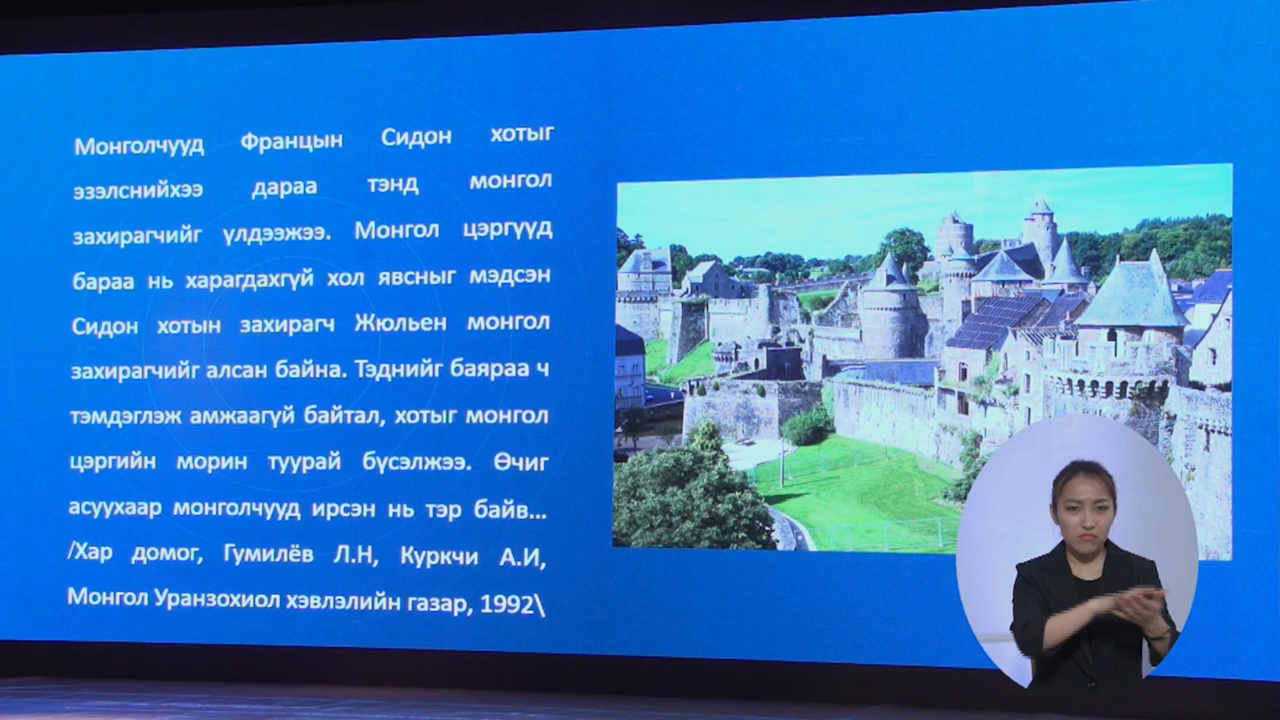 Монголчууд Францын Сидон хотыг
эзэлснийхээ дараа тэнд монгол
захирагчийг үлдээжээ. Монгол цэргүүд
бараа нь харагдахгүй хол явсныг мэдсэн
Сидон хотын захирагч Жюльен монгол
захирагчийг алсан байна. Тэднийг баяраа ч
тэмдэглэж амжаагүй байтал, хотыг монгол
цэргийн морин туурай бүсэлжээ. Өчиг
асуухаар монголчууд ирсэн нь тэр байв...
/Хар домог, Гумилёв Л.Н, Куркчи А.И,
Монгол Уранзохиол хэвлэлийн газар, 1992\